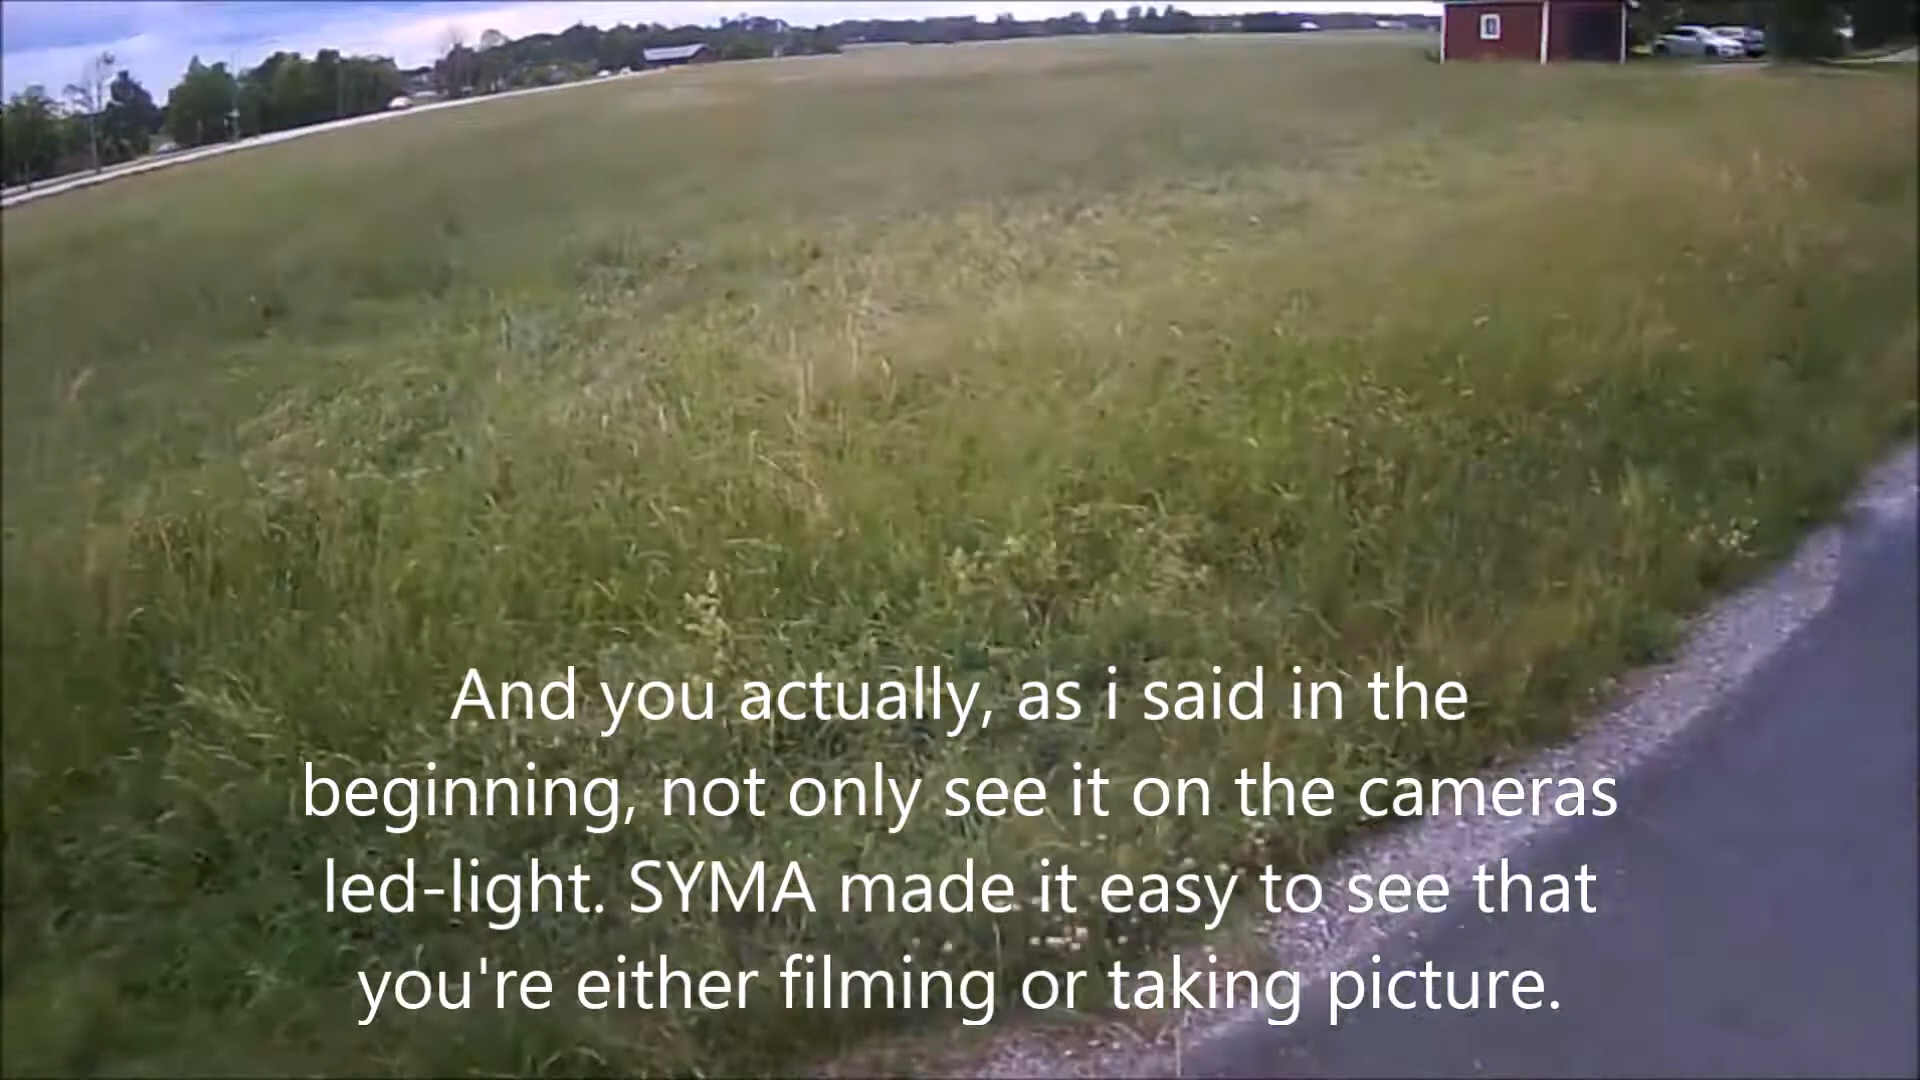 And you actually, as i said in the
beginning, not only see it on the cameras
led-light. SYMA made it easy to see that
you're either filming or taking picture.